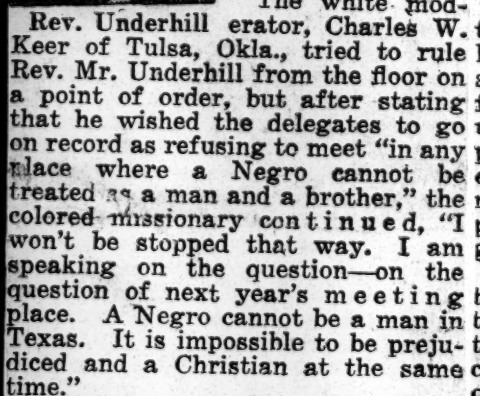 The white mod-
Rev. Underhill erator, Charles W.
Keer of Tulsa, Okla., tried to rule
Rev. Mr. Underhill from the floor on
a point of order, but after stating
that he wished the delegates to go
on record as refusing to meet “in any
place where a Negro cannot be
treated as a man and a brother,” the
colored missionary continued, “I
won't be stopped that way. I am
speaking on the question—on the
question of next year's meeting
place. A Negro cannot be a man in
Texas. It is impossible to be preju-
diced and a Christian at the same
time.”